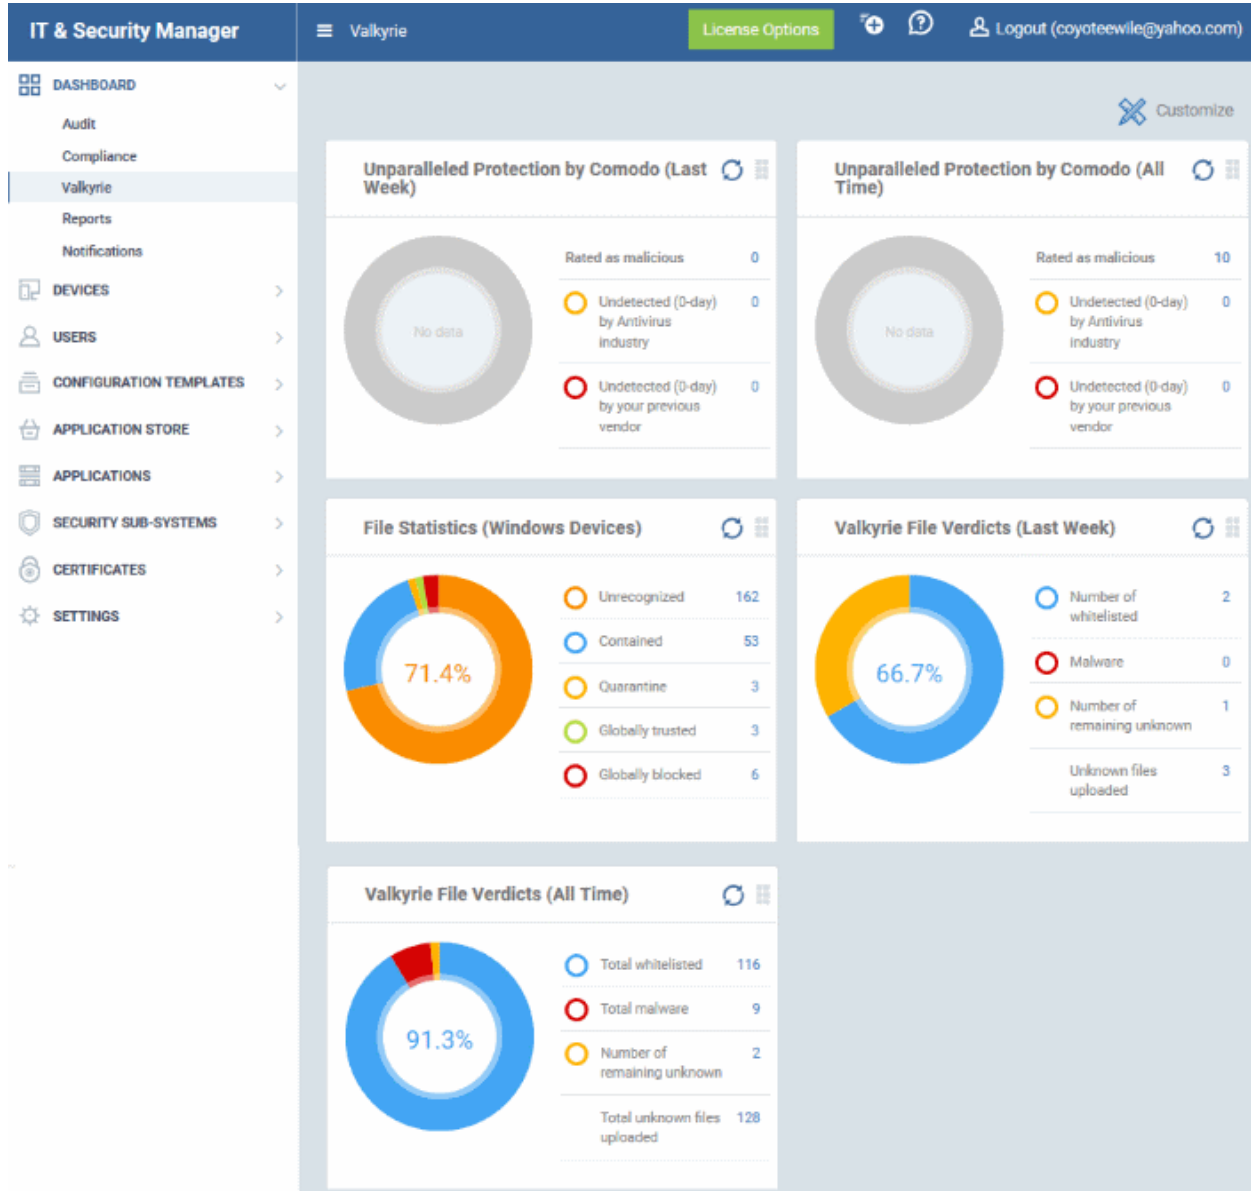 IT & Security Manager
Valkyrie
License Options
Logout (coyoteewile@yahoo.com)
DASHBOARD
Audit
Compliance
Valkyrie
Reports
Notifications
DEVICES
USERS
CONFIGURATION TEMPLATES
APPLICATION STORE
APPLICATIONS
SECURITY SUB-SYSTEMS
CERTIFICATES
SETTINGS
Customize
Unparalleled Protection by Comodo (Last
Week)
No data
Rated as malicious 0
Undetected (0-day) 0
by Antivirus
industry
Undetected (0-day) 0
by your previous
vendor
Unparalleled Protection by Comodo (All
Time)
No data
Rated as malicious 10
Undetected (0-day) 0
by Antivirus
industry
Undetected (0-day) 0
by your previous
vendor
File Statistics (Windows Devices)
71.4%
Unrecognized 162
Contained 53
Quarantine 3
Globally trusted 3
Globally blocked 6
Valkyrie File Verdicts (Last Week)
66.7%
Number of 2
whitelisted
Malware 0
Number of 1
remaining unknown
Unknown files 3
uploaded
Valkyrie File Verdicts (All Time)
91.3%
Total whitelisted 116
Total malware 9
Number of 2
remaining unknown
Total unknown files 128
uploaded